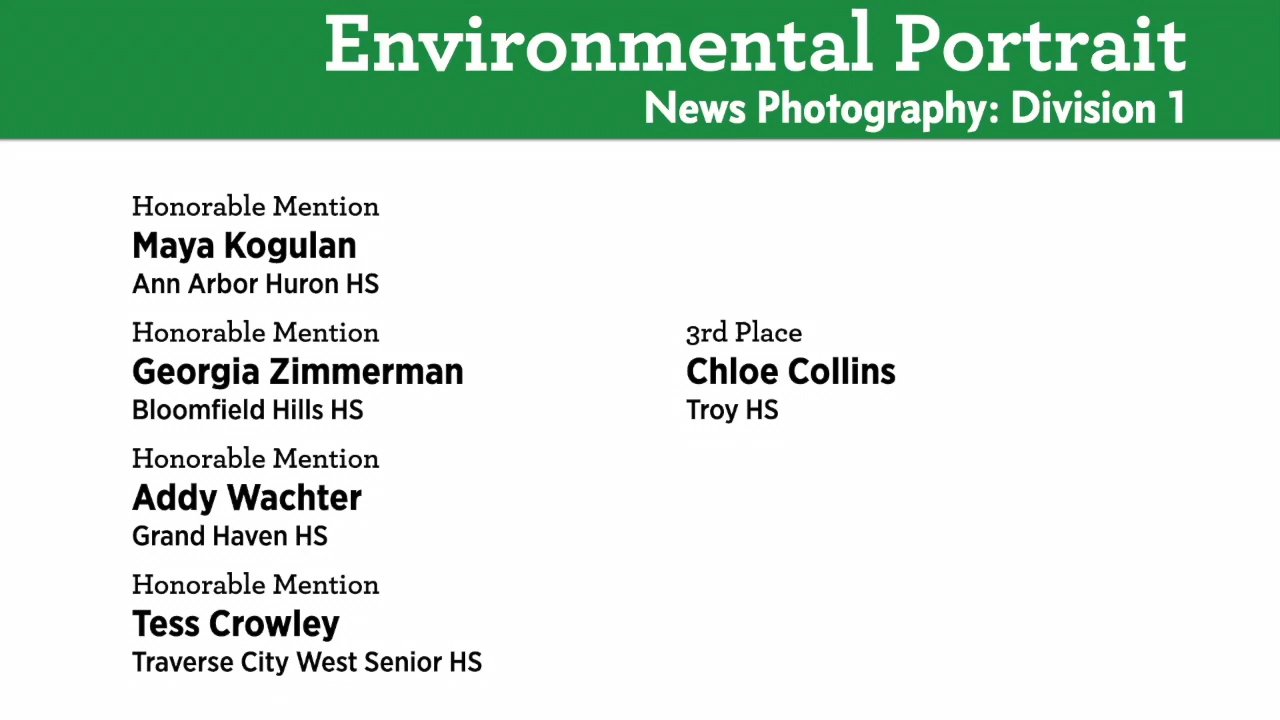 Environmental Portrait
News Photography: Division 1
Honorable Mention
Maya Kogulan
Ann Arbor Huron HS
Honorable Mention
Georgia Zimmerman
Bloomfield Hills HS
Honorable Mention
Addy Wachter
Grand Haven HS
Honorable Mention
Tess Crowley
Traverse City West Senior HS
3rd Place
Chloe Collins
Troy HS